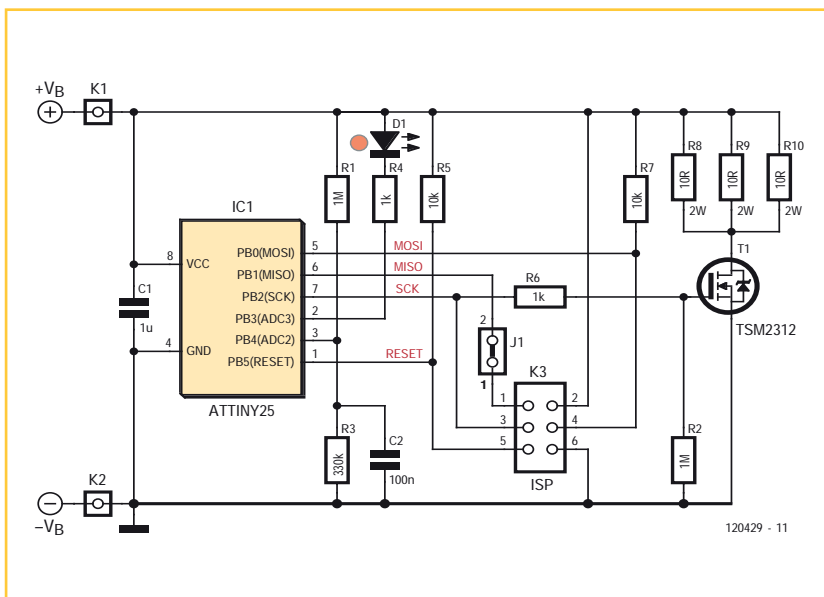 +VB
K1
D1
R1
1M
R4
1k
R5
10k
R7
10k
R8
10R
2W
R9
10R
2W
R10
10R
2W
IC1
8 VCC
4 GND
PB0(MOSI) 5 MOSI
PB1(MISO) 6 MISO
PB2(SCK) 7 SCK
PB3(ADC3) 2
PB4(ADC2) 3
PB5(RESET) 1 RESET
ATTINY25
C1
1u
R6
1k
T1
TSM2312
2
J1
1
K3
1 2
3 4
5 6
ISP
R3
330k
C2
100n
R2
1M
K2
–VB
120429 - 11